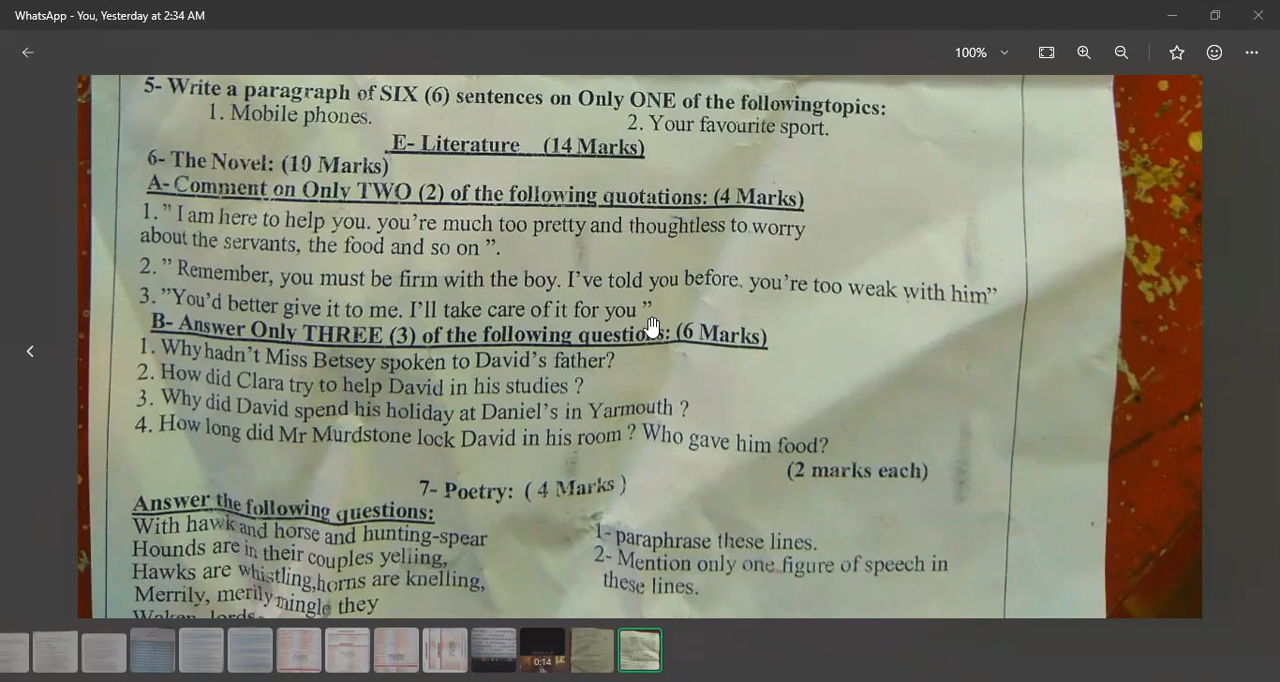 WhatsApp - You, Yesterday at 2:34 AM
100%
5- Write a paragraph of SIX (6) sentences on Only ONE of the followingtopics:
1. Mobile phones. 2. Your favourite sport.
E- Literature (14 Marks)
6- The Novel: (10 Marks)
A- Comment on Only TWO (2) of the following quotations: (4 Marks)
1." I am here to help you. you're much too pretty and thoughtless to worry
about the servants, the food and so on ".
2." Remember, you must be firm with the boy. I've told you before. you're too weak with him"
3."You'd better give it to me. I'll take care of it for you "
B- Answer Only THREE (3) of the following questions: (6 Marks)
1. Why hadn't Miss Betsey spoken to David's father?
2. How did Clara try to help David in his studies ?
3. Why did David spend his holiday at Daniel's in Yarmouth ?
4. How long did Mr Murdstone lock David in his room ? Who gave him food?
(2 marks each)
7- Poetry: ( 4 Marks )
Answer the following questions:
With hawk and horse and hunting-spear
Hounds are in their couples yelling,
Hawks are whistling,horns are knelling,
Merrily, merily mingle they
Waken, lords
1- paraphrase these lines.
2- Mention only one figure of speech in
these lines.
0:14